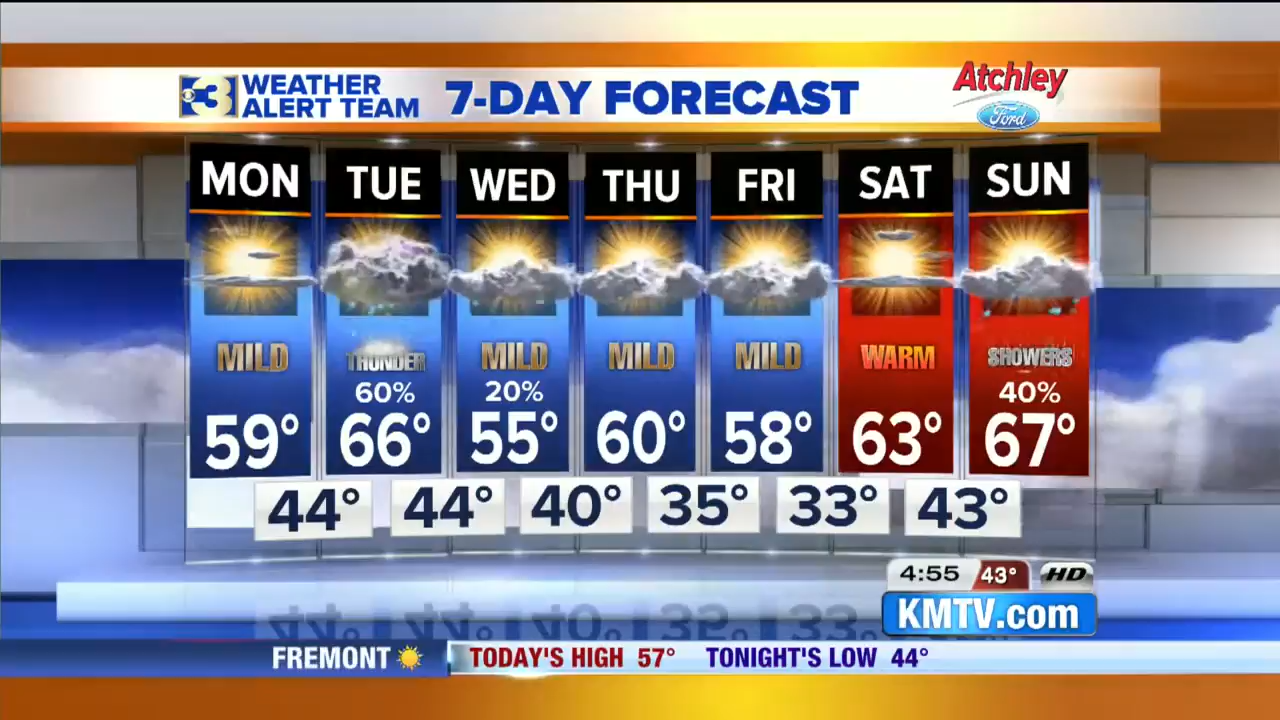 3 WEATHER
ALERT TEAM
7-DAY FORECAST
Atchley
Ford
MON TUE WED THU FRI SAT SUN
MILD THUNDER MILD MILD MILD WARM SHOWERS
60% 20% 40%
59° 66° 55° 60° 58° 63° 67°
44° 44° 40° 35° 33° 43°
4:55 43° HD
KMTV.com
FREMONT TODAY'S HIGH 57° TONIGHT'S LOW 44°